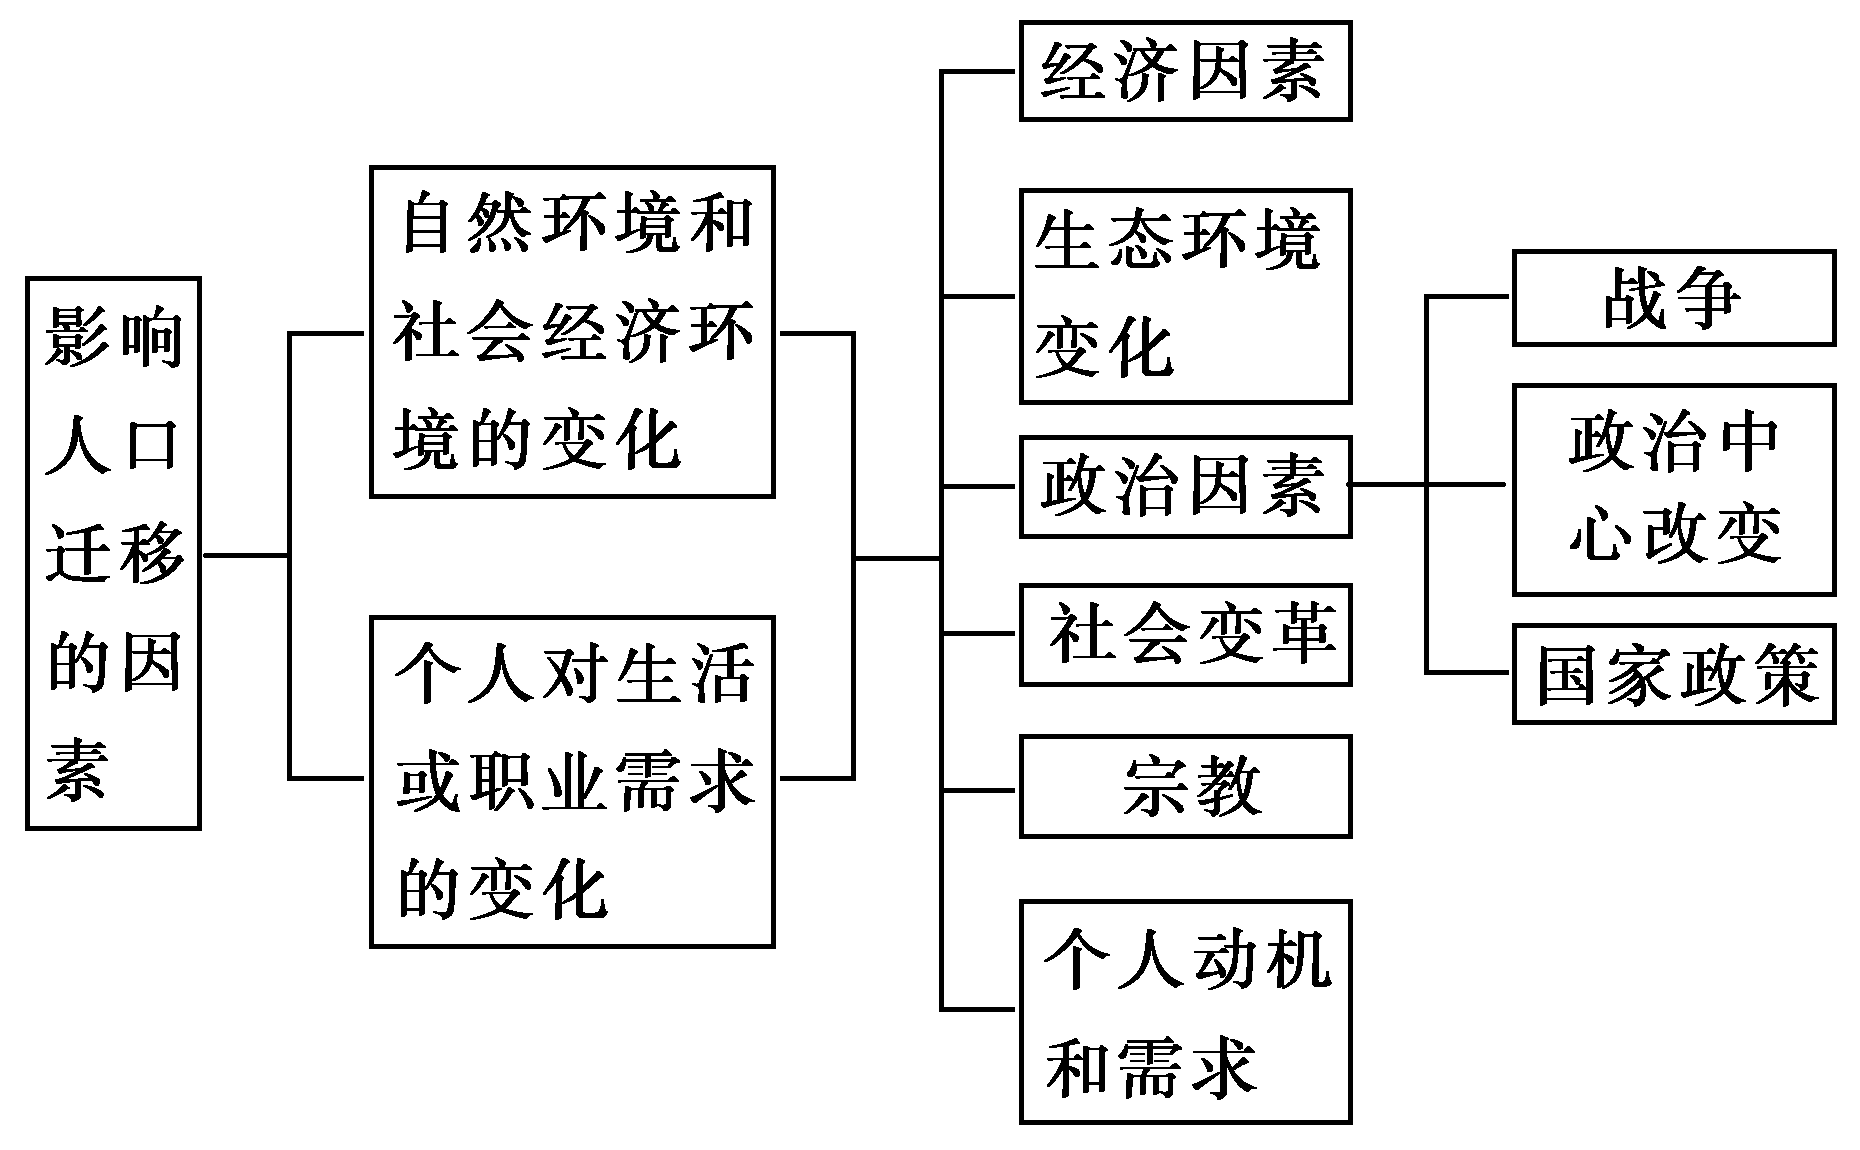 影响
人口
迁移
的因
素
自然环境和
社会经济环
境的变化
个人对生活
或职业需求
的变化
经济因素
生态环境
变化
政治因素
社会变革
宗教
个人动机
和需求
战争
政治中
心改变
国家政策